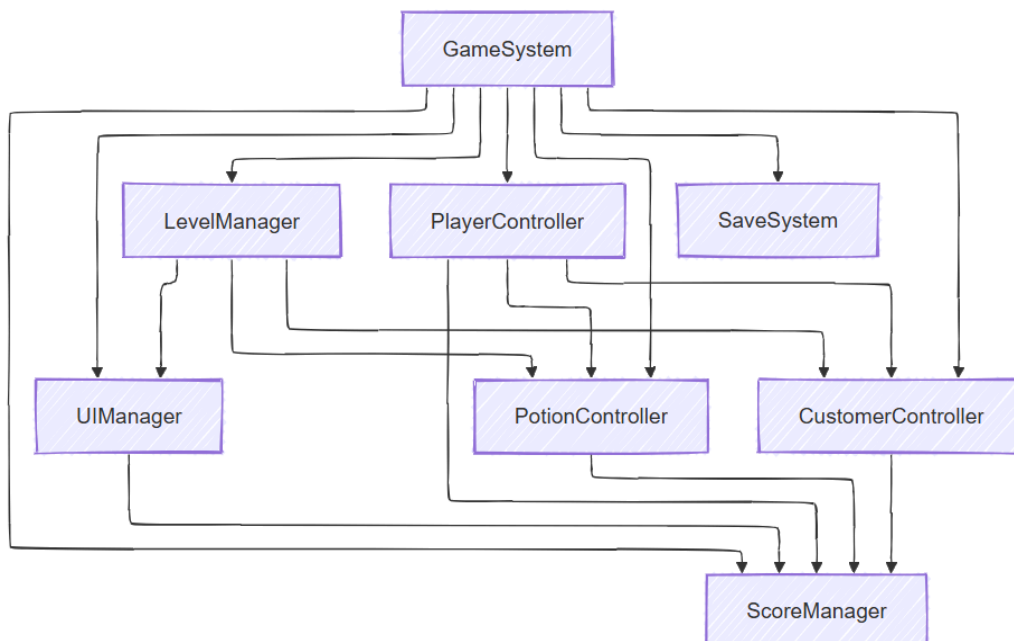 GameSystem
LevelManager
PlayerController
SaveSystem
UIManager
PotionController
CustomerController
ScoreManager